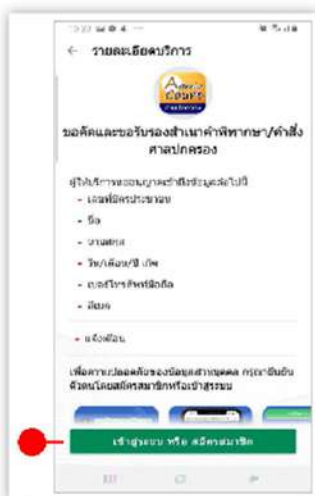 ← รายละเอียดบริการ
ขอคัดและขอรับรองสำเนาคำพิพากษา/คำสั่ง
ศาลปกครอง
ผู้ให้บริการขออนุญาตเข้าถึงข้อมูลต่อไปนี้
- เลขที่บัตรประชาชน
- ชื่อ
- นามสกุล
- วัน/เดือน/ปี เกิด
- เบอร์โทรศัพท์มือถือ
- อีเมล
- แจ้งเตือน
เพื่อความปลอดภัยของข้อมูลส่วนบุคคล กรุณายืนยัน
ตัวตนโดยสมัครสมาชิกหรือเข้าสู่ระบบ
เข้าสู่ระบบ หรือ สมัครสมาชิก